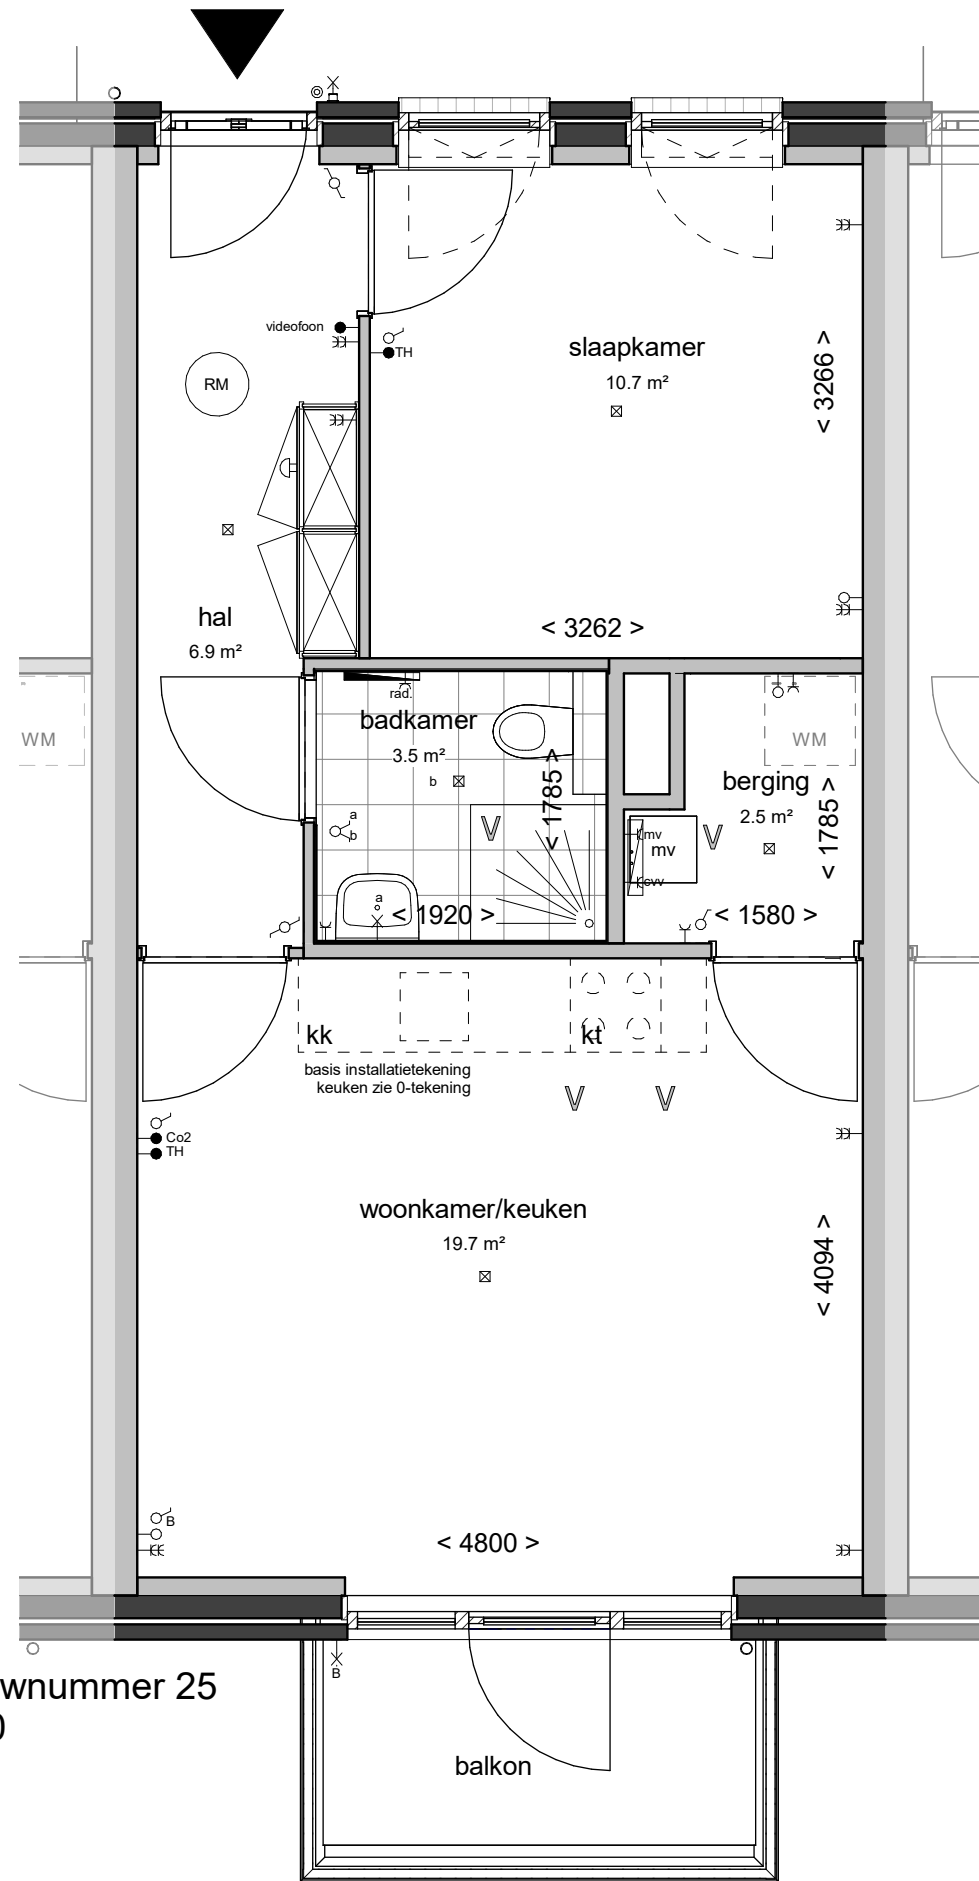 videofoon
TH
slaapkamer
10.7 m²
< 3266 >
RM
hal
6.9 m²
< 3262 >
WM
rad.
badkamer
3.5 m²
b
a
b
< 1785 >
a
< 1920 >
WM
berging
2.5 m²
< 1785 >
mv
mv
cvv
< 1580 >
kk
kt
basis installatietekening
keuken zie 0-tekening
Co2
TH
woonkamer/keuken
19.7 m²
< 4094 >
B
< 4800 >
B
wnummer 25
balkon